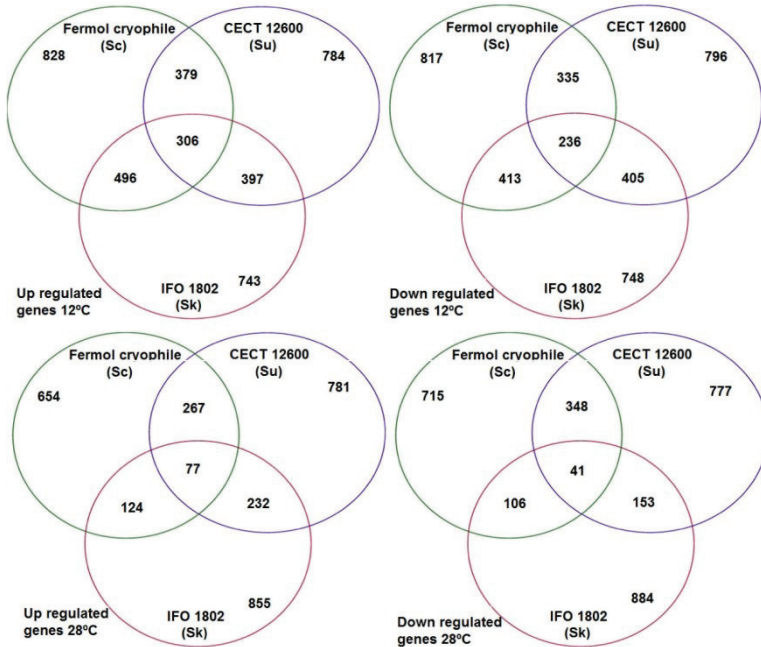 Fermol cryophile
(Sc)
CECT 12600
(Su)
828
379
784
306
496
397
743
IFO 1802
(Sk)
Up regulated
genes 12ºC
Fermol cryophile
(Sc)
CECT 12600
(Su)
817
335
796
236
413
405
748
IFO 1802
(Sk)
Down regulated
genes 12ºC
Fermol cryophile
(Sc)
CECT 12600
(Su)
654
267
781
77
124
232
855
IFO 1802
(Sk)
Up regulated
genes 28ºC
Fermol cryophile
(Sc)
CECT 12600
(Su)
715
348
777
41
106
153
884
IFO 1802
(Sk)
Down regulated
genes 28ºC